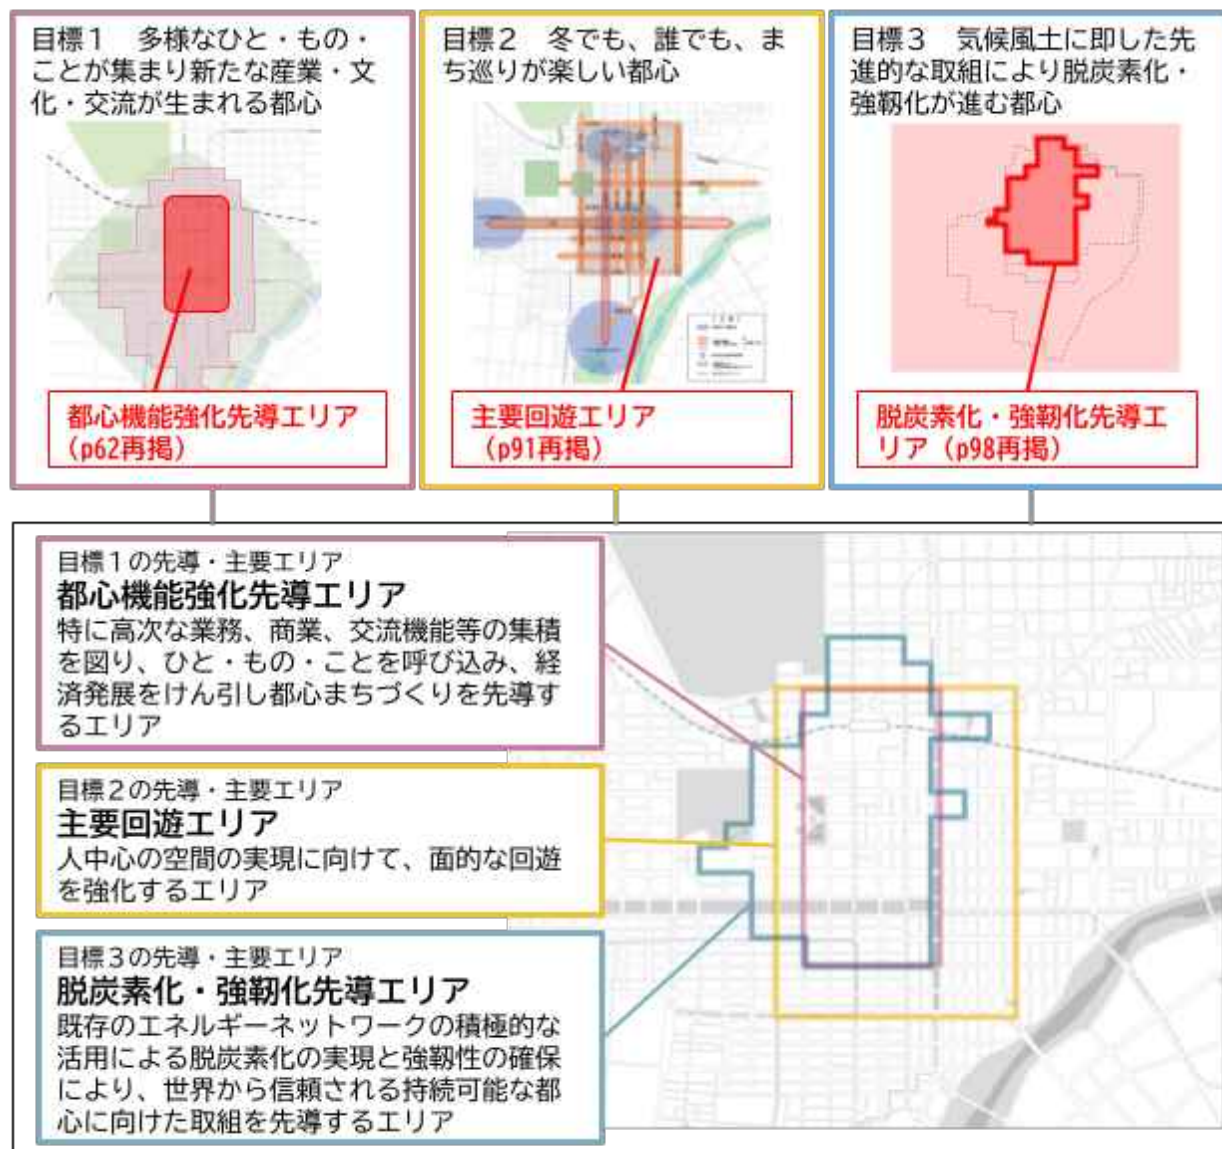 目標１　多様なひと・もの・
ことが集まり新たな産業・文
化・交流が生まれる都心
都心機能強化先導エリア
（p62再掲）
目標２　冬でも、誰でも、ま
ち巡りが楽しい都心
主要回遊エリア
（p91再掲）
目標３　気候風土に即した先
進的な取組により脱炭素化・
強靱化が進む都心
脱炭素化・強靱化先導エ
リア（p98再掲）
目標１の先導・主要エリア
都心機能強化先導エリア
特に高次な業務、商業、交流機能等の集積
を図り、ひと・もの・ことを呼び込み、経
済発展をけん引し都心まちづくりを先導す
るエリア
目標２の先導・主要エリア
主要回遊エリア
人中心の空間の実現に向けて、面的な回遊
を強化するエリア
目標３の先導・主要エリア
脱炭素化・強靱化先導エリア
既存のエネルギーネットワークの積極的な
活用による脱炭素化の実現と強靱性の確保
により、世界から信頼される持続可能な都
心に向けた取組を先導するエリア